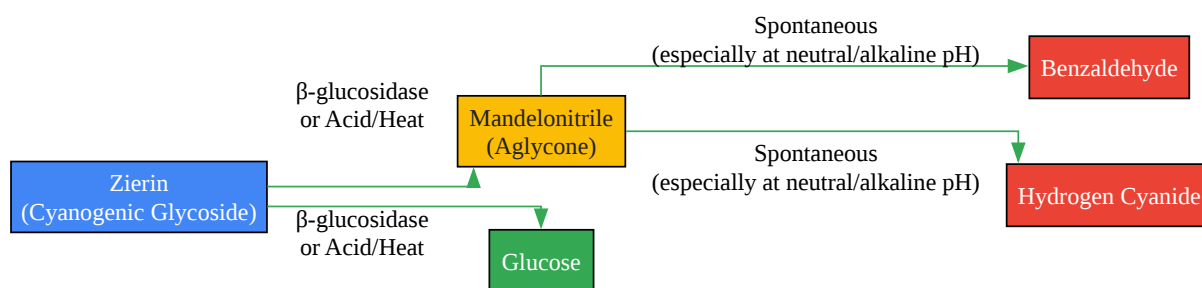 Spontaneous
(especially at neutral/alkaline pH)
Benzaldehyde
β-glucosidase
or Acid/Heat
Mandelonitrile
(Aglycone)
Spontaneous
(especially at neutral/alkaline pH)
Zierin
(Cyanogenic Glycoside)
Hydrogen Cyanide
β-glucosidase
or Acid/Heat
Glucose